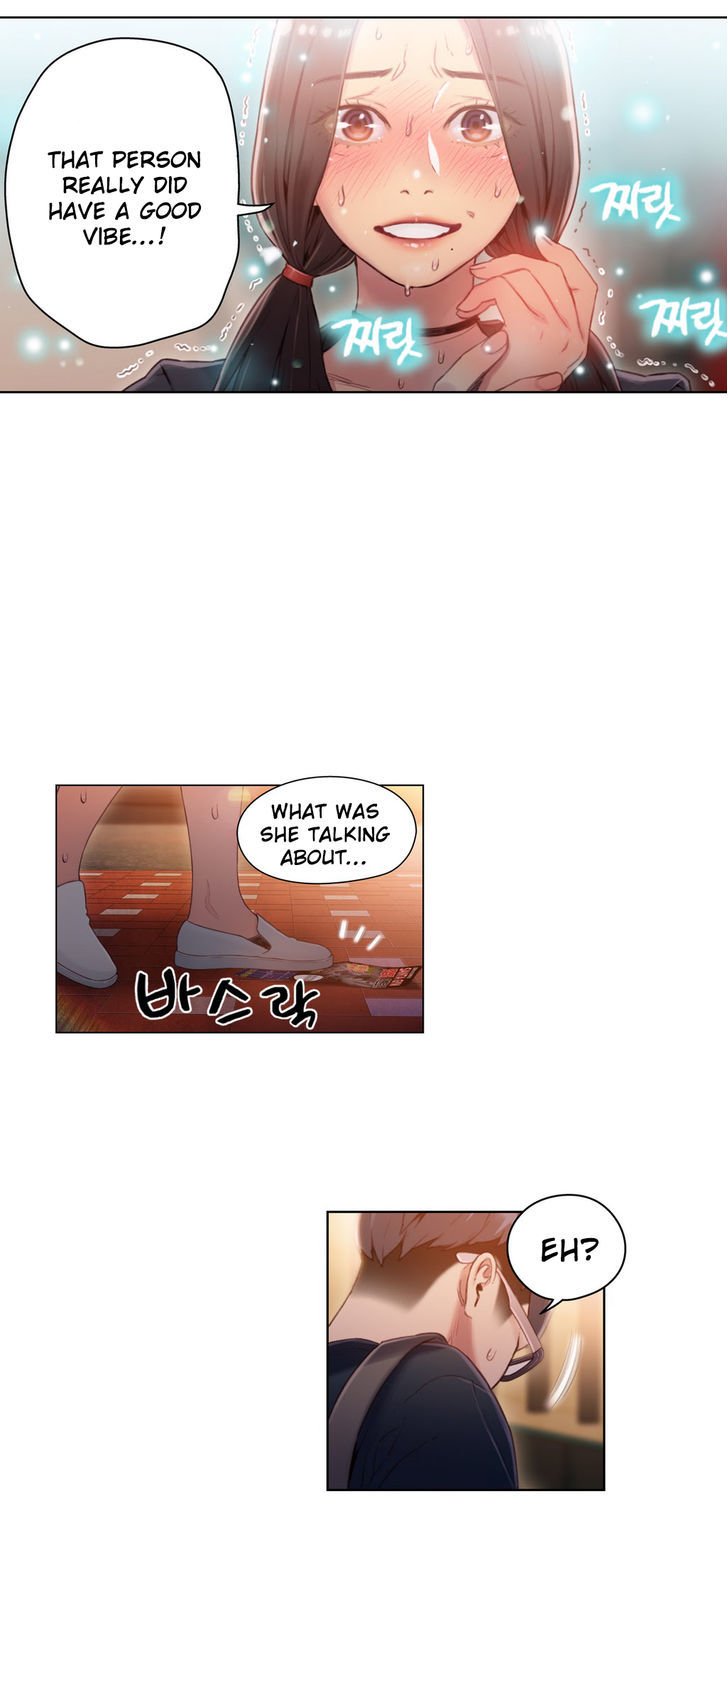 THAT PERSON
REALLY DID
HAVE A GOOD
VIBE...!
찌릿
찌릿
찌릿
WHAT WAS
SHE TALKING
ABOUT...
바스락
EH?